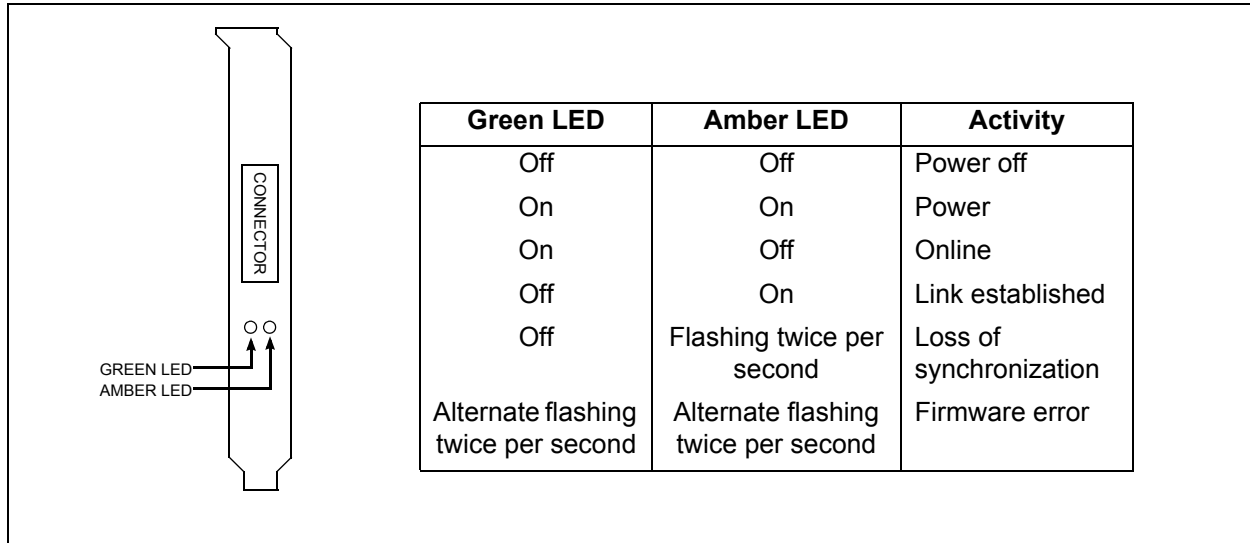 CONNECTOR
GREEN LED
AMBER LED
Green LED Amber LED Activity
Off Off Power off
On On Power
On Off Online
Off On Link established
Off Flashing twice per second Loss of synchronization
Alternate flashing twice per second Alternate flashing twice per second Firmware error